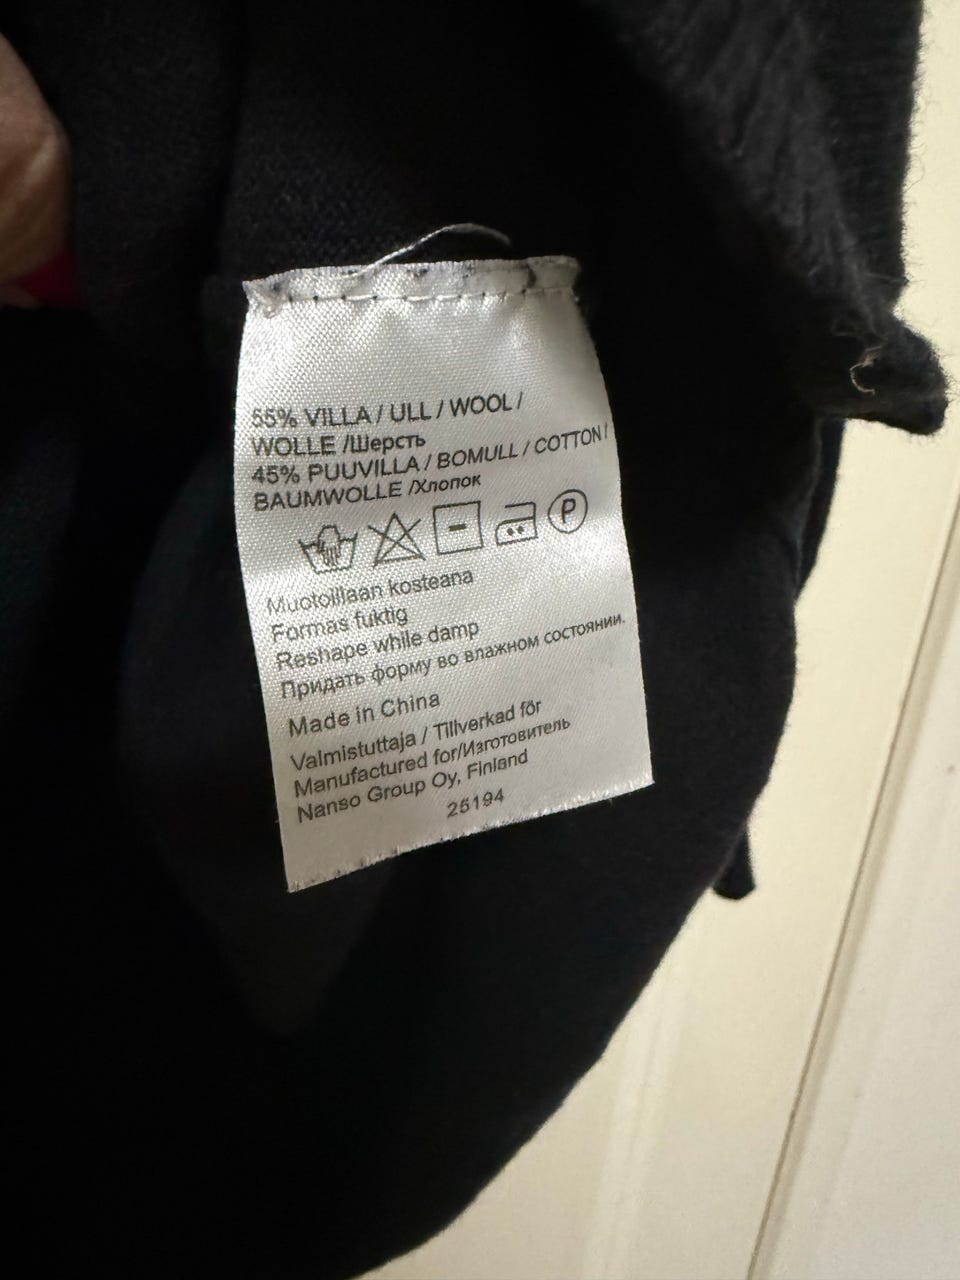 55% VILLA / ULL / WOOL /
WOLLE /Шерсть
45% PUUVILLA / BOMULL / COTTON /
BAUMWOLLE /Хлопок
P
Muotoillaan kosteana
Formas fuktig
Reshape while damp
Придать форму во влажном состоянии.
Made in China
Valmistuttaja / Tillverkad för
Manufactured for/Изготовитель
Nanso Group Oy, Finland
25194